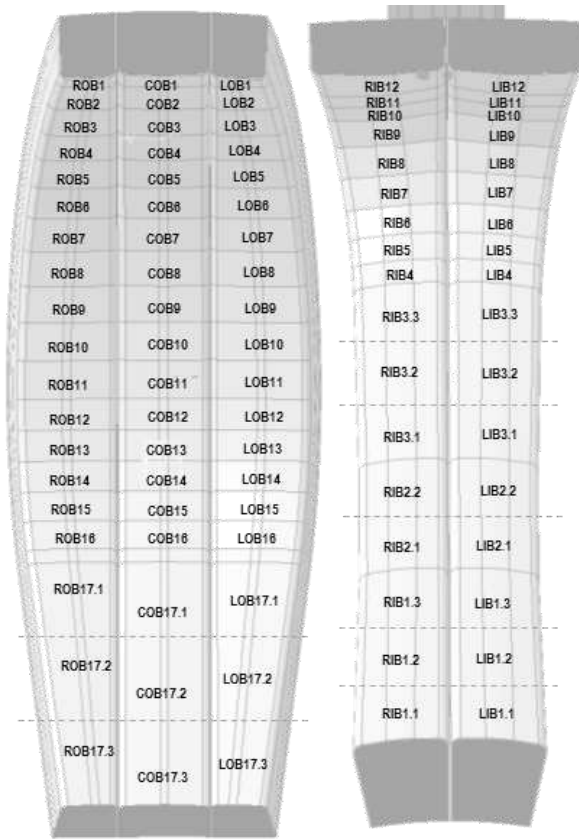 ROB1 COB1 LOB1
ROB2 COB2 LOB2
ROB3 COB3 LOB3
ROB4 COB4 LOB4
ROB5 COB5 LOB5
ROB6 COB6 LOB6
ROB7 COB7 LOB7
ROB8 COB8 LOB8
ROB9 COB9 LOB9
ROB10 COB10 LOB10
ROB11 COB11 LOB11
ROB12 COB12 LOB12
ROB13 COB13 LOB13
ROB14 COB14 LOB14
ROB15 COB15 LOB15
ROB16 COB16 LOB16
ROB17.1 COB17.1 LOB17.1
ROB17.2 COB17.2 LOB17.2
ROB17.3 COB17.3 LOB17.3
RIB12 LIB12
RIB11 LIB11
RIB10 LIB10
RIB9 LIB9
RIB8 LIB8
RIB7 LIB7
RIB6 LIB6
RIB5 LIB5
RIB4 LIB4
RIB3.3 LIB3.3
RIB3.2 LIB3.2
RIB3.1 LIB3.1
RIB2.2 LIB2.2
RIB2.1 LIB2.1
RIB1.3 LIB1.3
RIB1.2 LIB1.2
RIB1.1 LIB1.1